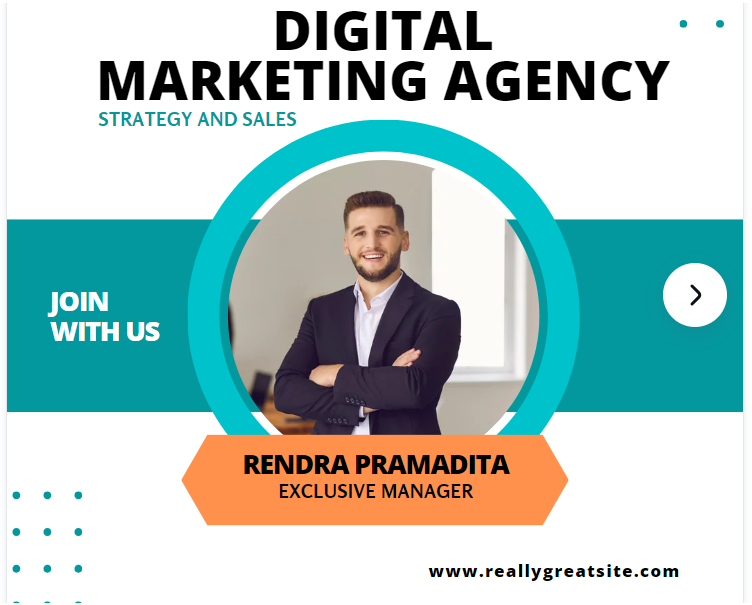 DIGITAL
MARKETING AGENCY
STRATEGY AND SALES
JOIN
WITH US
RENDRA PRAMADITA
EXCLUSIVE MANAGER
www.reallygreatsite.com